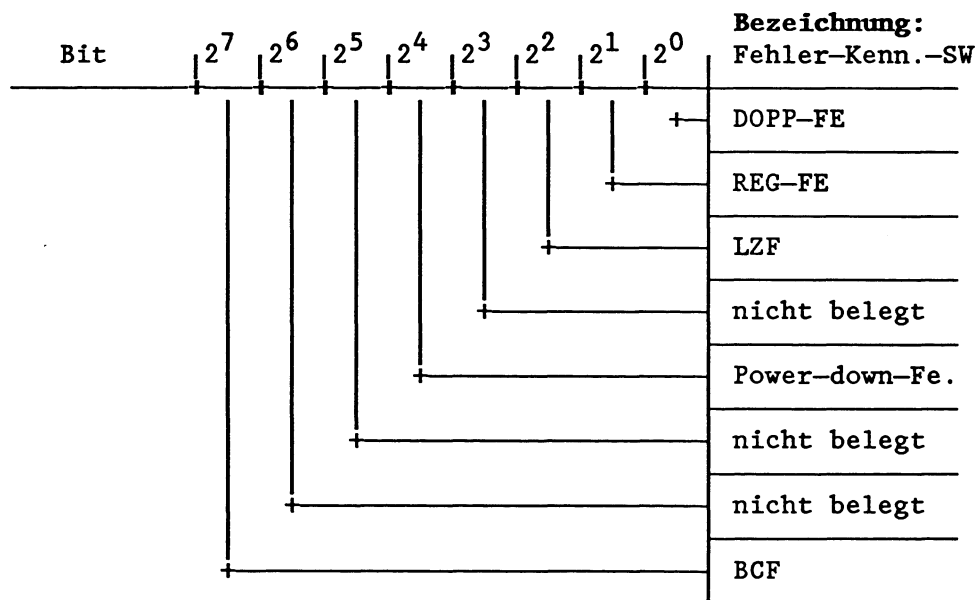 Bezeichnung:
Bit 2^7 2^6 2^5 2^4 2^3 2^2 2^1 2^0 Fehler-Kenn.-SW
DOPP-FE
REG-FE
LZF
nicht belegt
Power-down-Fe.
nicht belegt
nicht belegt
BCF